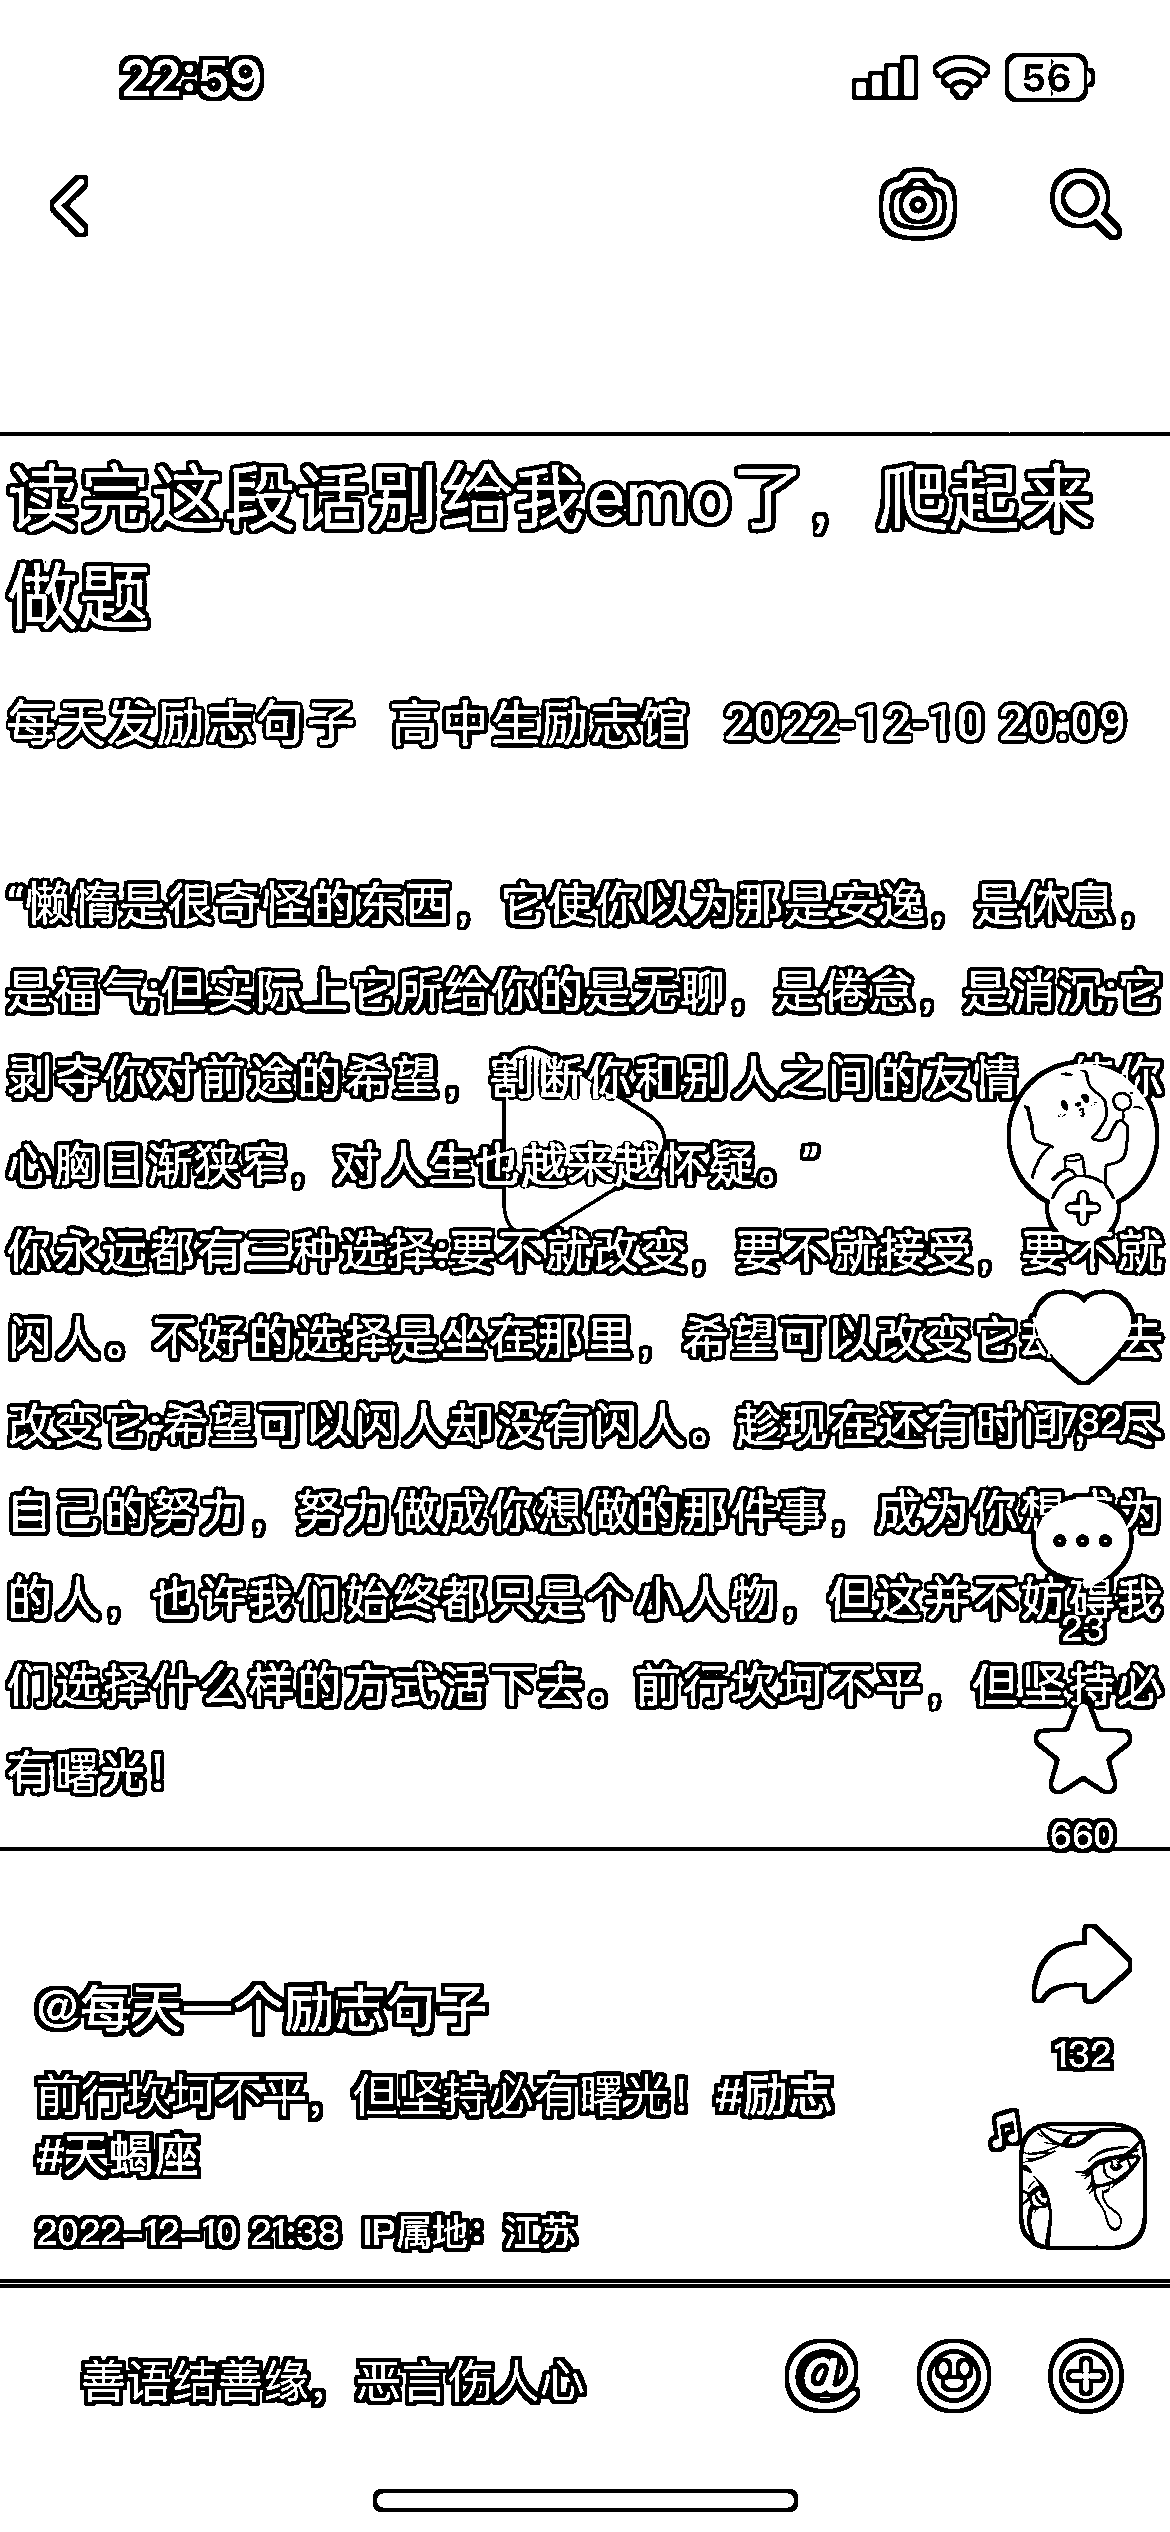 22:59
56
读完这段话别给我emo了，爬起来
做题
每天发励志句子 高中生励志馆 2022-12-10 20:09
“懒惰是很奇怪的东西，它使你以为那是安逸，是休息，
是福气;但实际上它所给你的是无聊，是倦怠，是消沉;它
剥夺你对前途的希望，割断你和别人之间的友情 你
心胸日渐狭窄，对人生也越来越怀疑。”
你永远都有三种选择:要不就改变，要不就接受，要不就
闪人。不好的选择是坐在那里，希望可以改变它 去
改变它;希望可以闪人却没有闪人。趁现在还有时间，尽
782
自己的努力，努力做成你想做的那件事，成为你想成为
的人，也许我们始终都只是个小人物，但这并不妨碍我
23
们选择什么样的方式活下去。前行坎坷不平，但坚持必
有曙光！
660
132
@每天一个励志句子
前行坎坷不平，但坚持必有曙光！#励志
#天蝎座
2022-12-10 21:38 IP属地：江苏
善语结善缘，恶言伤人心